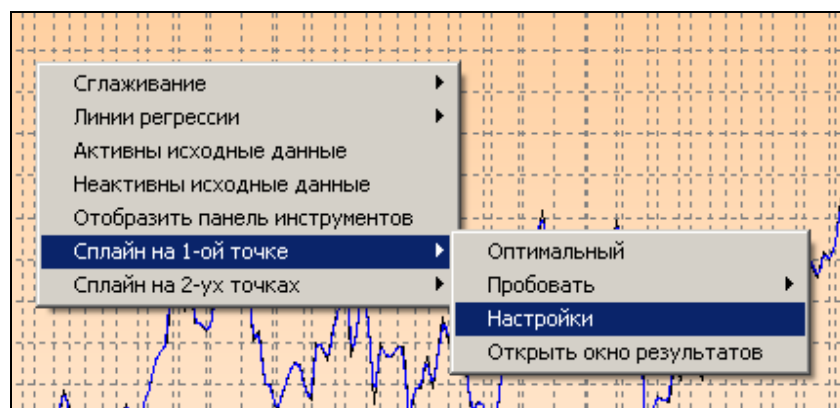 Сглаживание
Линии регрессии
Активны исходные данные
Неактивны исходные данные
Отобразить панель инструментов
Сплайн на 1-ой точке
Сплайн на 2-ух точках
Оптимальный
Пробовать
Настройки
Открыть окно результатов